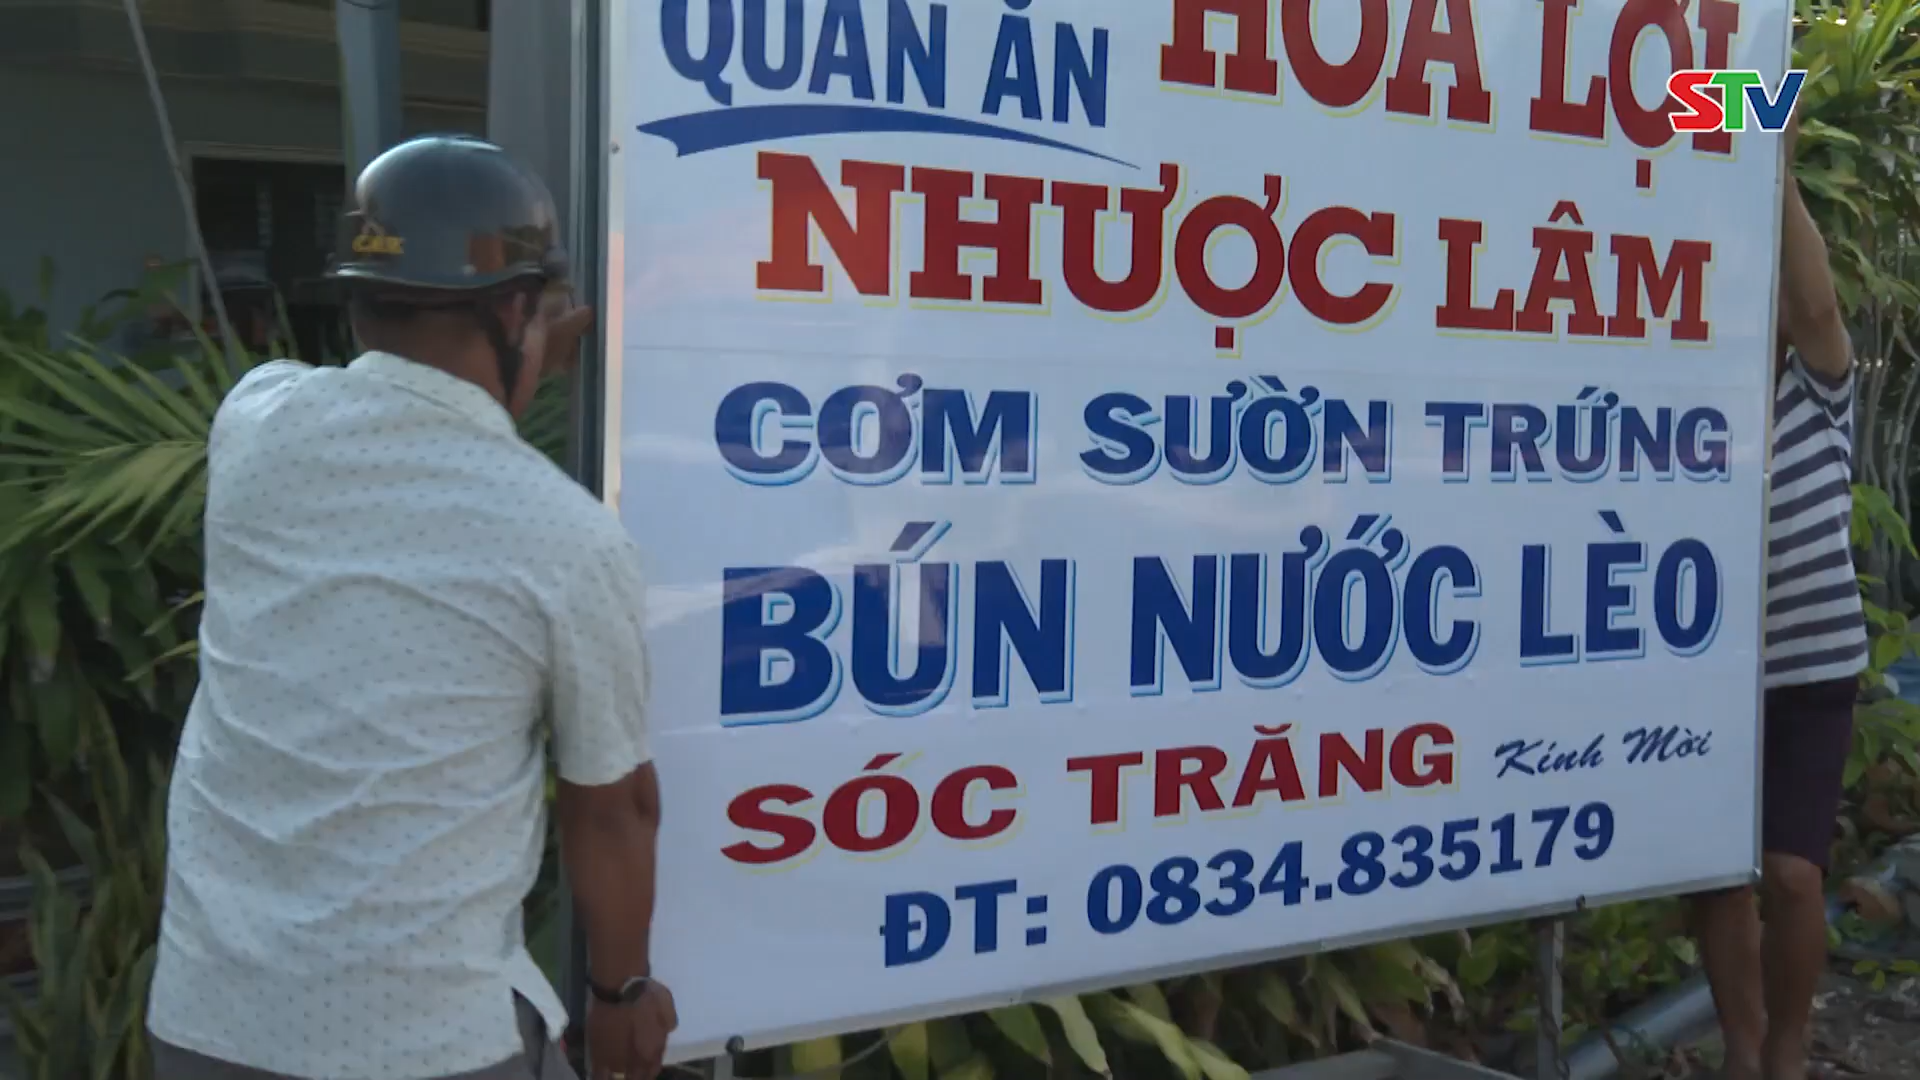 QUÁN ĂN HÒA LỢI
STV
NHƯỢC LÂM
CƠM SƯỜN TRỨNG
BÚN NƯỚC LÈO
SÓC TRĂNG Kính Mời
ĐT: 0834.835179